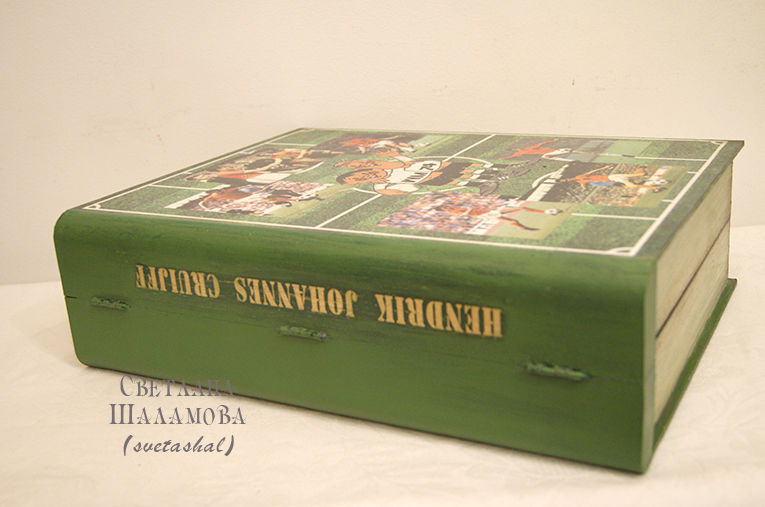 HENDRIK JOHANNES CRUIJFF
Светлана
Шаламова
(svetashal)